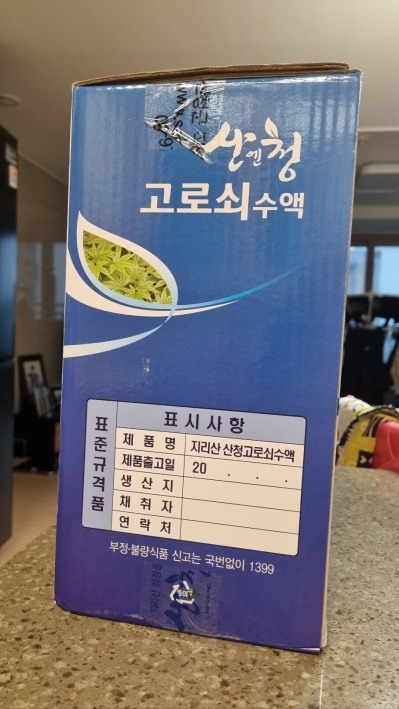 산엔청
고로쇠수액
표준규격품
표시사항
제품명 지리산 산청고로쇠수액
제품출고일 20 . . .
생산지
채취자
연락처
부정·불량식품 신고는 국번없이 1399
종이